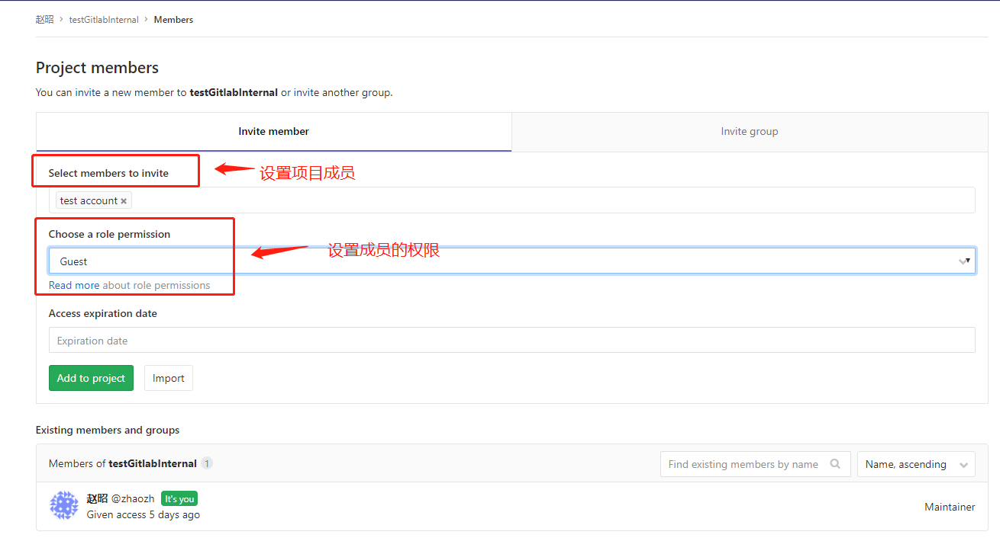 赵昭 > testGitlabInternal > Members
Project members
You can invite a new member to testGitlabInternal or invite another group.
Invite member
Invite group
Select members to invite
设置项目成员
test account ×
Choose a role permission
设置成员的权限
Guest
Read more about role permissions
Access expiration date
Expiration date
Add to project
Import
Existing members and groups
Members of testGitlabInternal 1
Find existing members by name
Name, ascending
赵昭 @zhaozh It's you
Given access 5 days ago
Maintainer